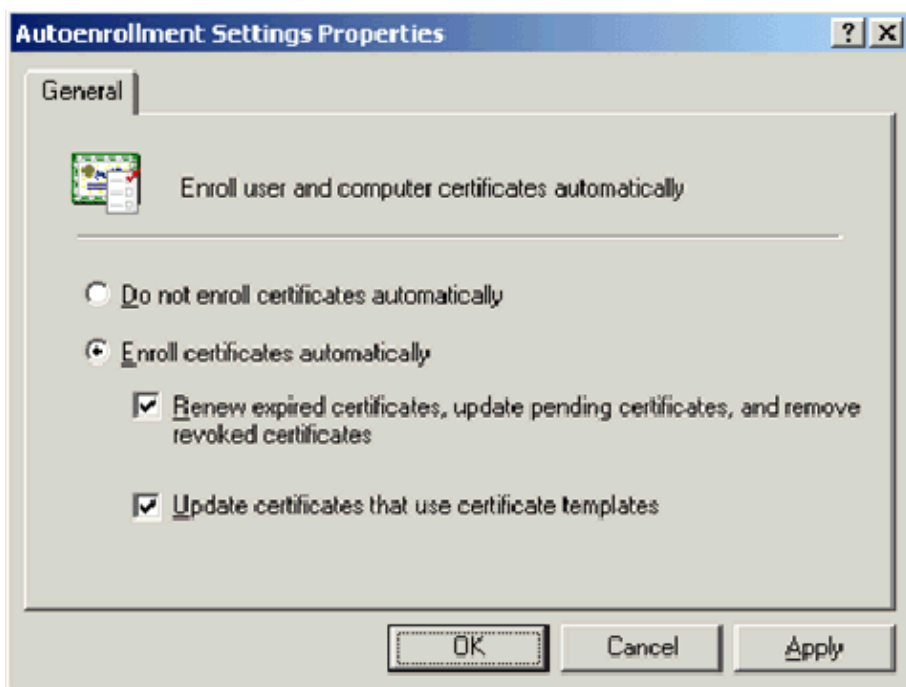 Autoenrollment Settings Properties
General
Enroll user and computer certificates automatically
Do not enroll certificates automatically
Enroll certificates automatically
Renew expired certificates, update pending certificates, and remove
revoked certificates
Update certificates that use certificate templates
OK Cancel Apply